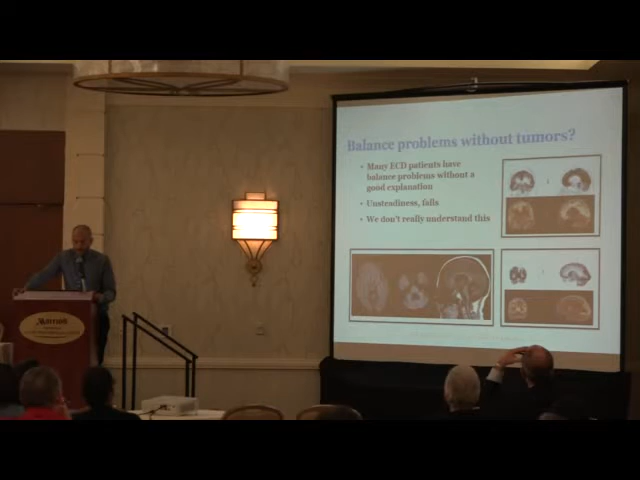 Balance problems without tumors?
• Many ECD patients have
balance problems without a
good explanation
• Unsteadiness, falls
• We don't really understand this
Marriott